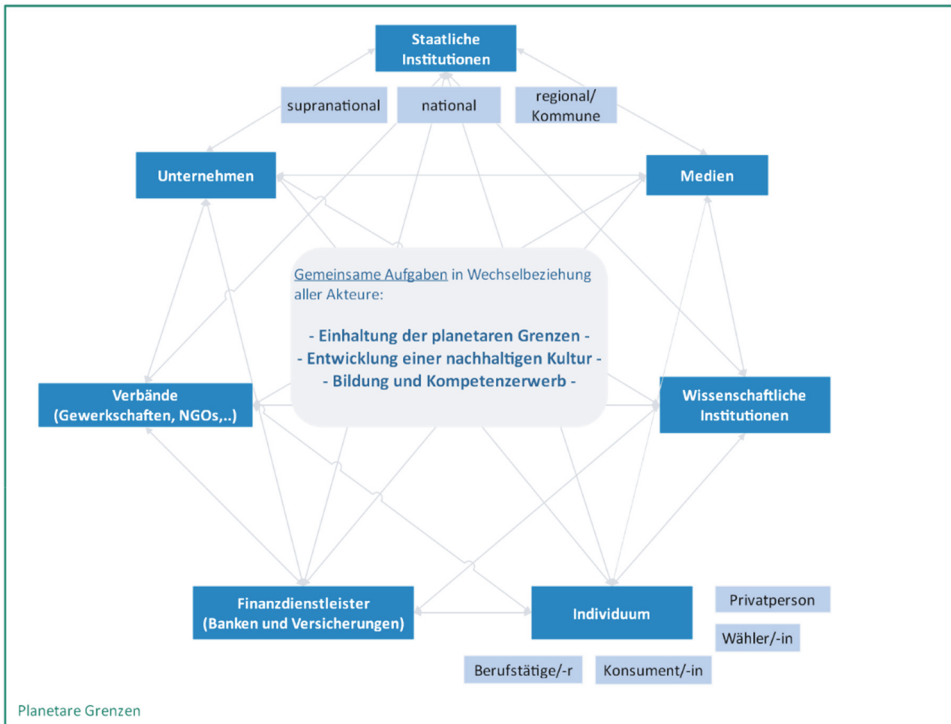 Staatliche
Institutionen
supranational
national
regional/
Kommune
Unternehmen
Medien
Gemeinsame Aufgaben in Wechselbeziehung
aller Akteure:
- Einhaltung der planetaren Grenzen -
- Entwicklung einer nachhaltigen Kultur -
- Bildung und Kompetenzerwerb -
Verbände
(Gewerkschaften, NGOs,..)
Wissenschaftliche
Institutionen
Finanzdienstleister
(Banken und Versicherungen)
Individuum
Privatperson
Wähler/-in
Berufstätige/-r
Konsument/-in
Planetare Grenzen